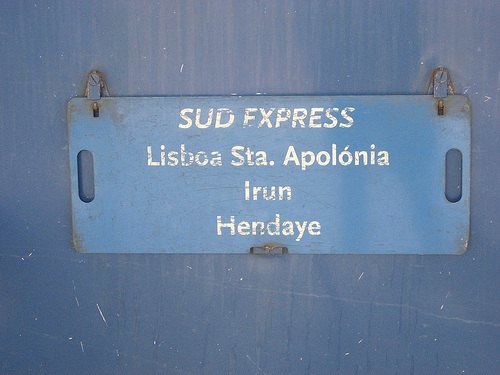 SUD EXPRESS
Lisboa Sta. Apolónia
Irun
Hendaye